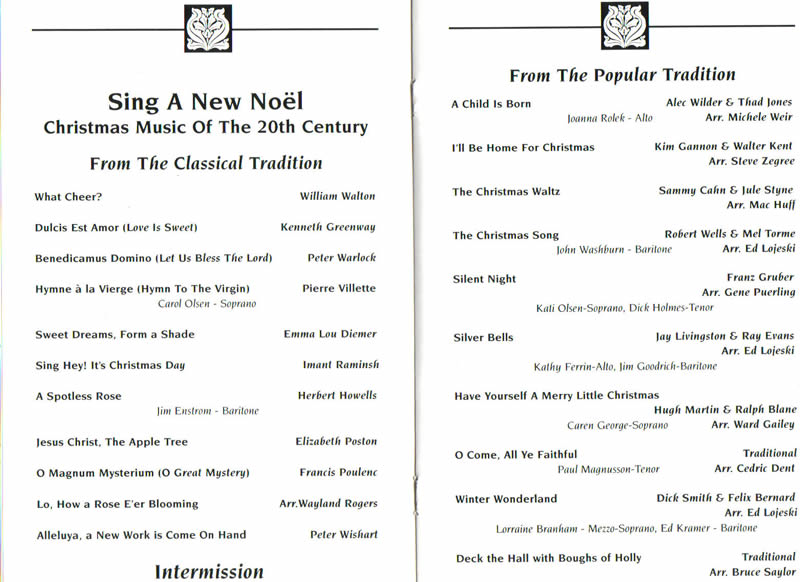 Sing A New Noël
Christmas Music Of The 20th Century
From The Classical Tradition
What Cheer? William Walton
Dulcis Est Amor (Love Is Sweet) Kenneth Greenway
Benedicamus Domino (Let Us Bless The Lord) Peter Warlock
Hymne à la Vierge (Hymn To The Virgin) Pierre Villette
Carol Olsen - Soprano
Sweet Dreams, Form a Shade Emma Lou Diemer
Sing Hey! It's Christmas Day Imant Raminsh
A Spotless Rose Herbert Howells
Jim Enstrom - Baritone
Jesus Christ, The Apple Tree Elizabeth Poston
O Magnum Mysterium (O Great Mystery) Francis Poulenc
Lo, How a Rose E'er Blooming Arr.Wayland Rogers
Alleluya, a New Work is Come On Hand Peter Wishart
Intermission
From The Popular Tradition
A Child Is Born Alec Wilder & Thad Jones
Joanna Rolek - Alto Arr. Michele Weir
I'll Be Home For Christmas Kim Gannon & Walter Kent
Arr. Steve Zegree
The Christmas Waltz Sammy Cahn & Jule Styne
Arr. Mac Huff
The Christmas Song Robert Wells & Mel Torme
John Washburn - Baritone Arr. Ed Lojeski
Silent Night Franz Gruber
Arr. Gene Puerling
Kati Olsen-Soprano, Dick Holmes-Tenor
Silver Bells Jay Livingston & Ray Evans
Arr. Ed Lojeski
Kathy Ferrin-Alto, Jim Goodrich-Baritone
Have Yourself A Merry Little Christmas
Hugh Martin & Ralph Blane
Caren George-Soprano Arr. Ward Gailey
O Come, All Ye Faithful Traditional
Paul Magnusson-Tenor Arr. Cedric Dent
Winter Wonderland Dick Smith & Felix Bernard
Arr. Ed Lojeski
Lorraine Branham - Mezzo-Soprano, Ed Kramer - Baritone
Deck the Hall with Boughs of Holly Traditional
Arr. Bruce Saylor